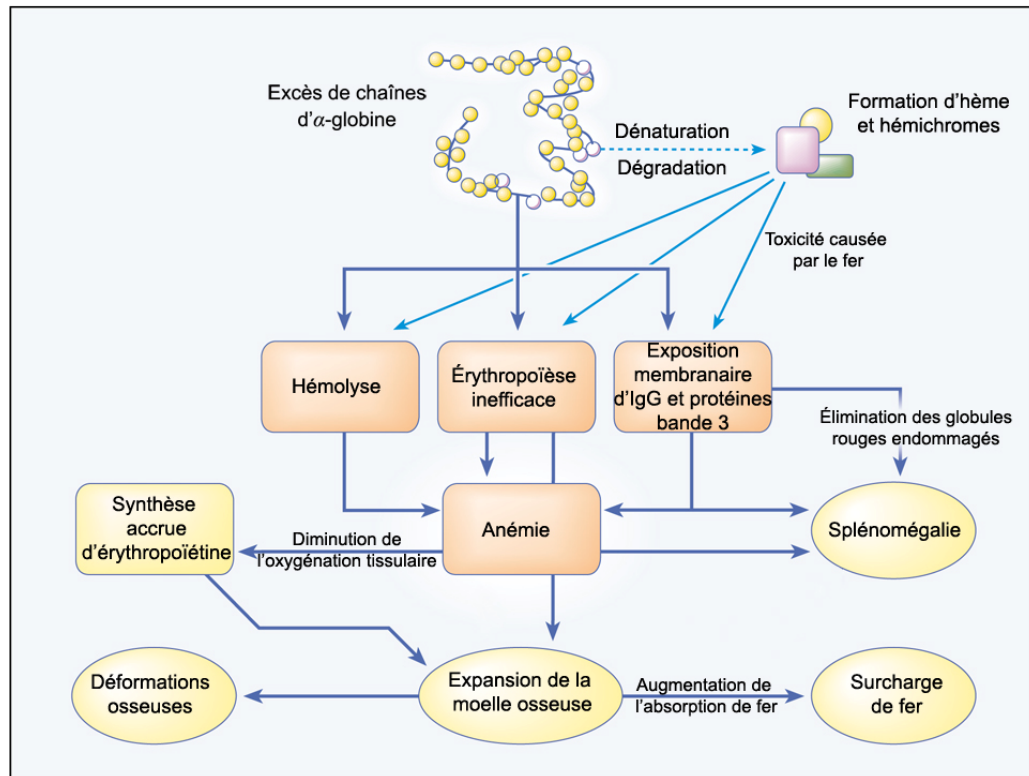 Excès de chaînes
d'α-globine
Dénaturation
Dégradation
Formation d'hème
et hémichromes
Toxicité causée
par le fer
Hémolyse
Érythropoïèse
inefficace
Exposition
membranaire
d'IgG et protéines
bande 3
Élimination des globules
rouges endommagés
Synthèse
accrue
d'érythropoïétine
Diminution de
l'oxygénation tissulaire
Anémie
Splénomégalie
Déformations
osseuses
Expansion de la
moelle osseuse
Augmentation de
l'absorption de fer
Surcharge
de fer